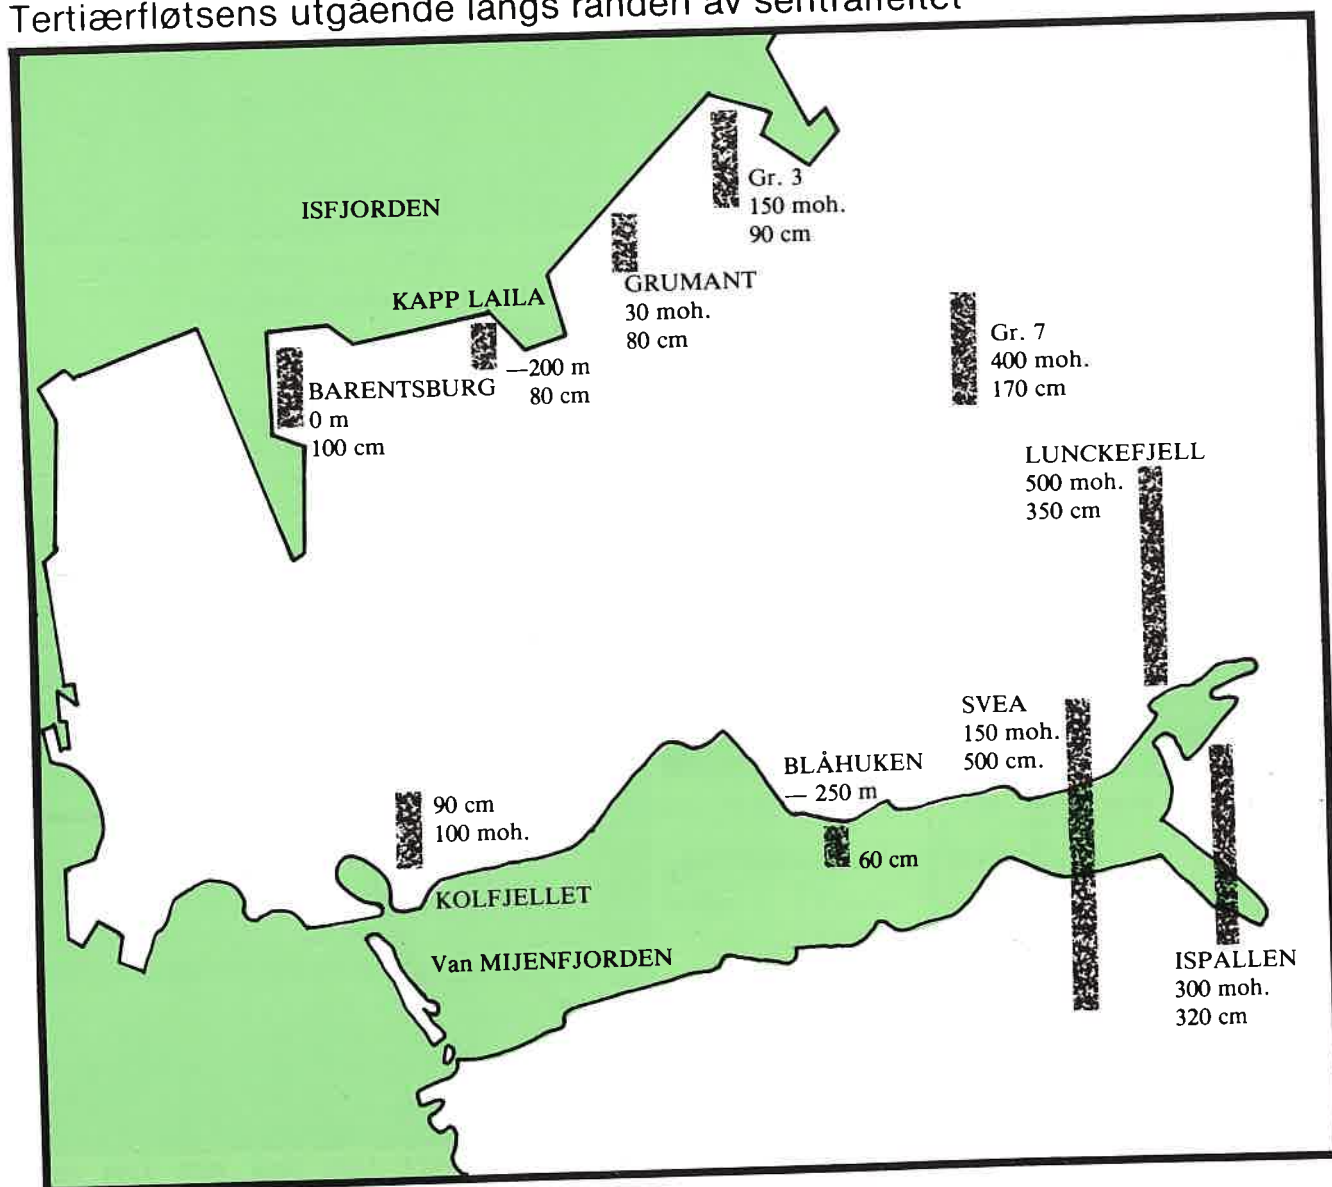 Tertiærfløtsens utgående langs randen av sentralfeltet
ISFJORDEN
Gr. 3
150 moh.
90 cm
GRUMANT
30 moh.
80 cm
KAPP LAILA
—200 m
80 cm
BARENTSBURG
0 m
100 cm
Gr. 7
400 moh.
170 cm
LUNCKEFJELL
500 moh.
350 cm
SVEA
150 moh.
500 cm.
BLÅHUKEN
— 250 m
60 cm
90 cm
100 moh.
KOLFJELLET
Van MIJENFJORDEN
ISPALLEN
300 moh.
320 cm